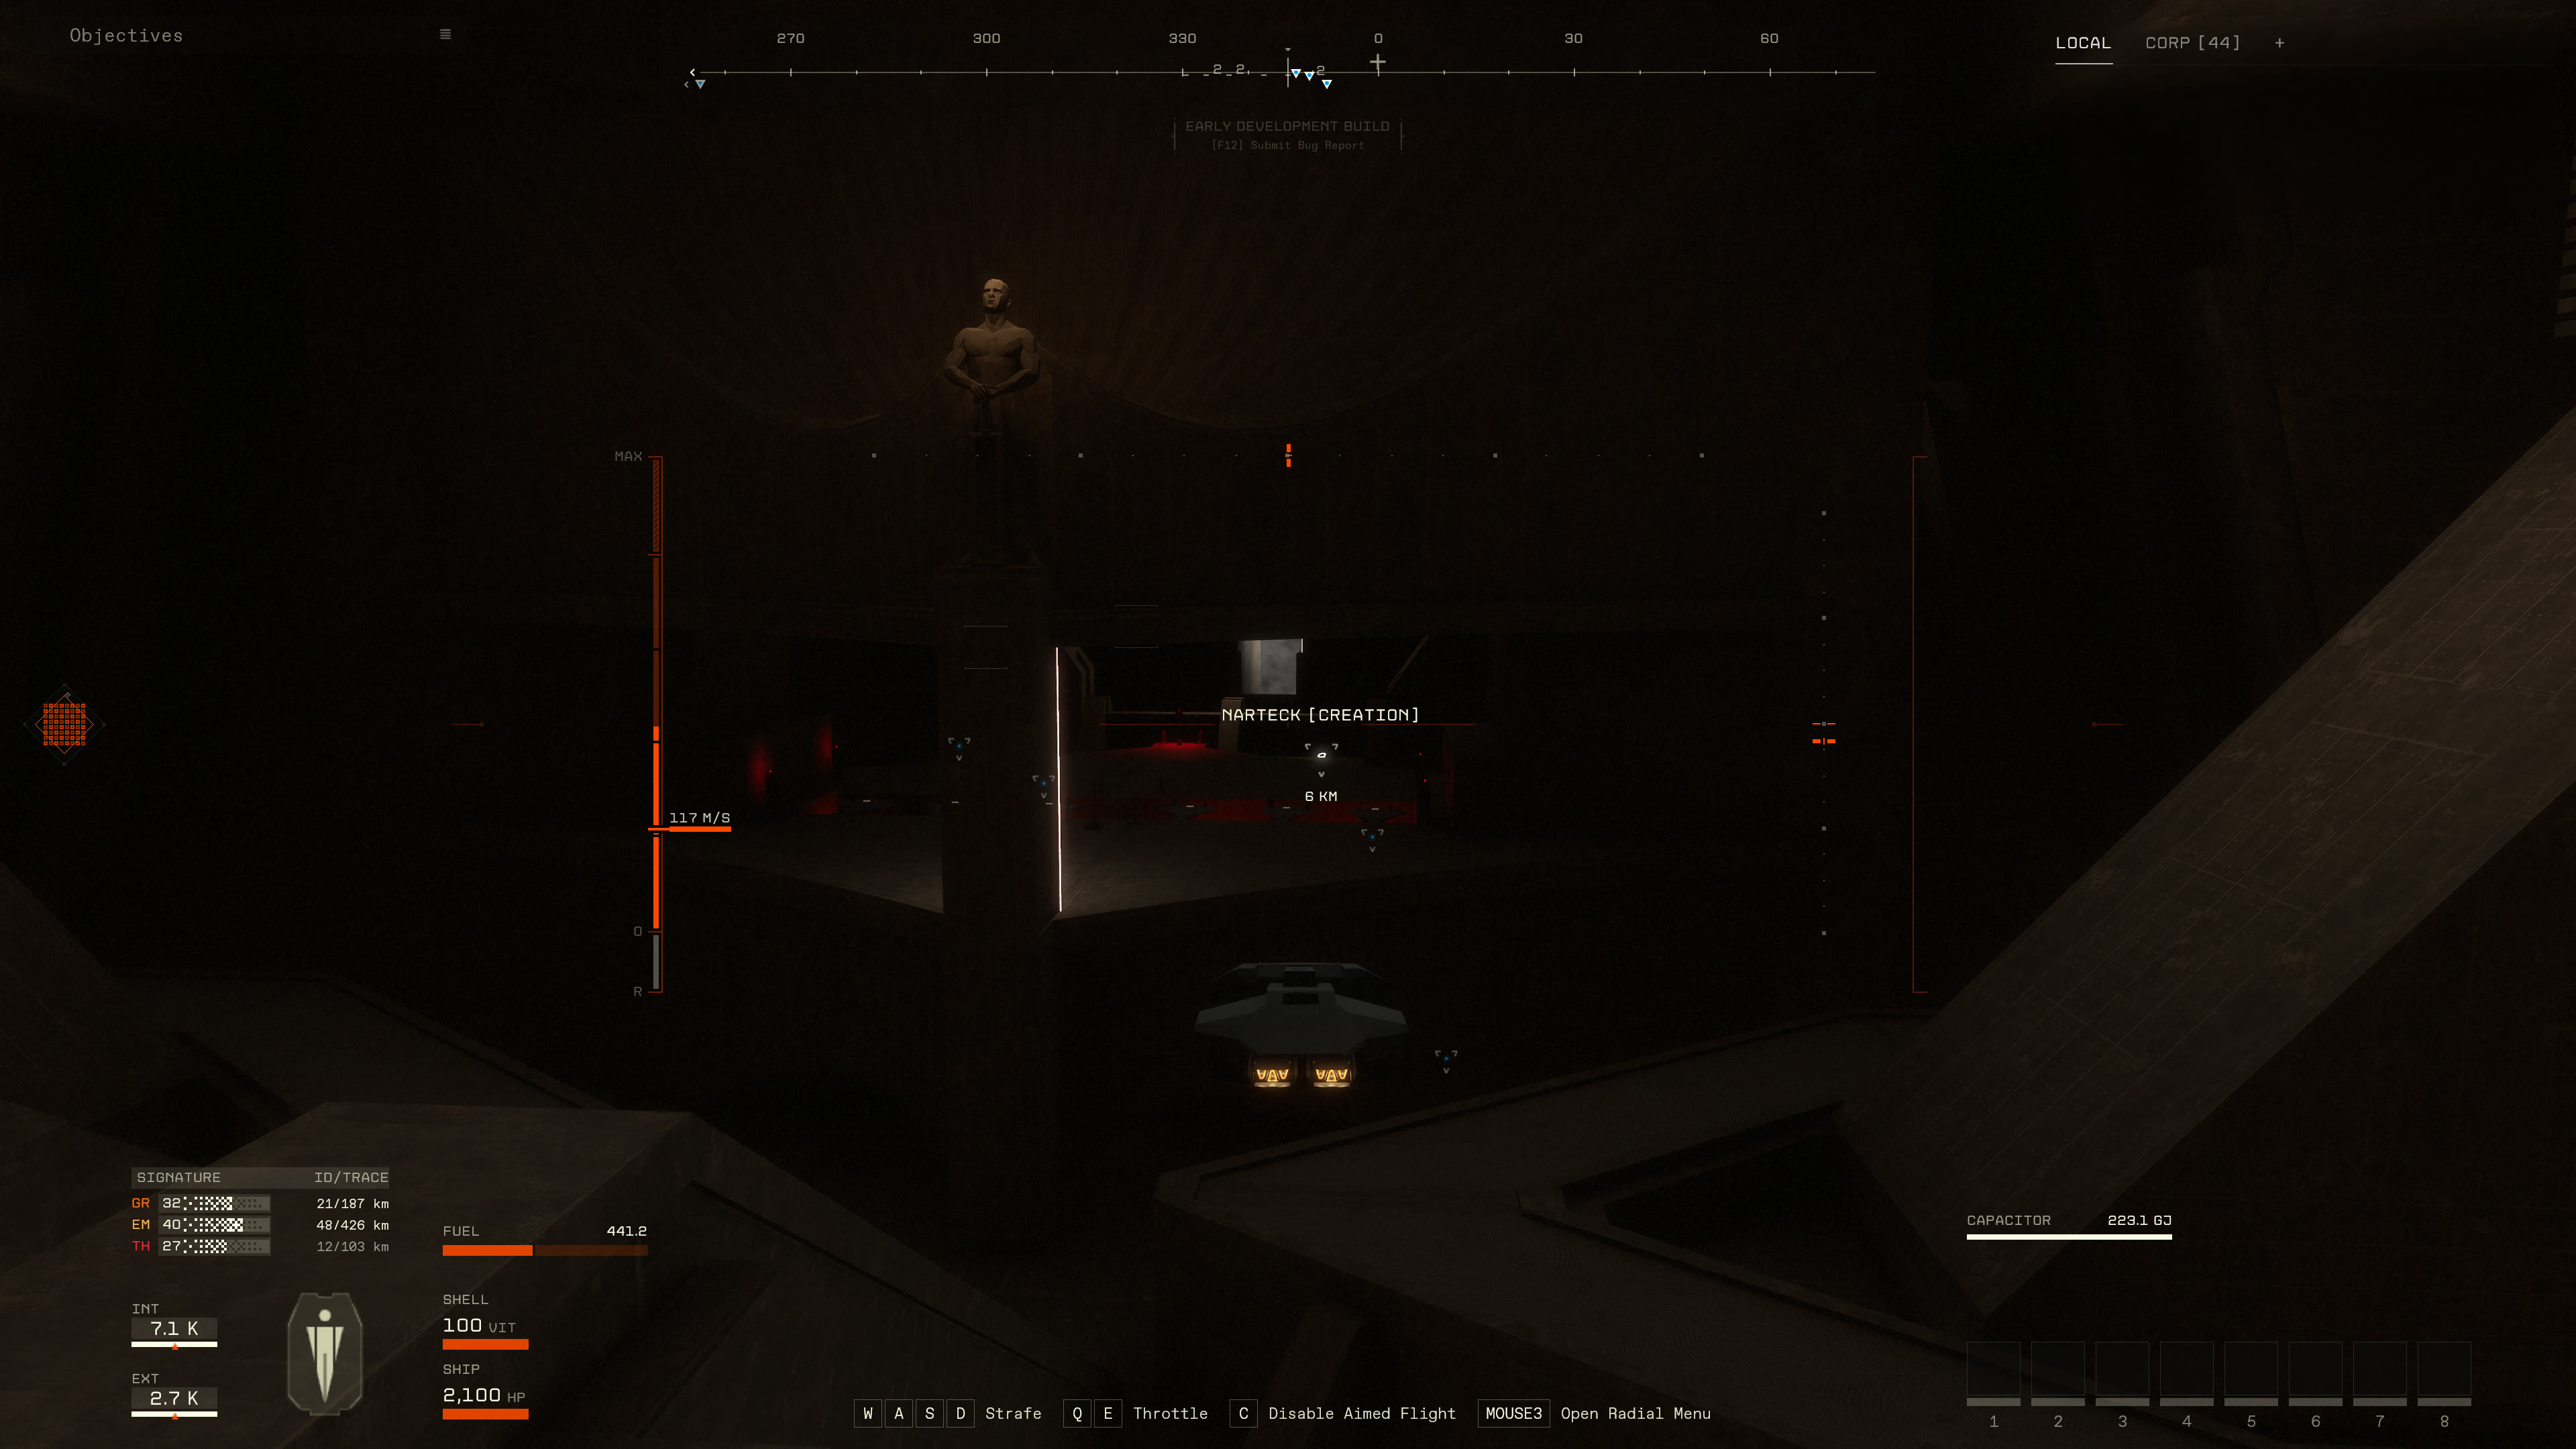 Objectives
270 300 330 0 30 60
LOCAL CORP [44] +
2 2 2
EARLY DEVELOPMENT BUILD
[F12] Submit Bug Report
MAX
NARTECK [CREATION]
6 KM
117 M/S
0
R
SIGNATURE ID/TRACE
GR 32 21/187 km
EM 40 48/426 km
TH 27 12/103 km
FUEL 441.2
CAPACITOR 223.1 GJ
INT
7.1 K
EXT
2.7 K
SHELL
100 VIT
SHIP
2,100 HP
W A S D Strafe Q E Throttle C Disable Aimed Flight MOUSE3 Open Radial Menu
1 2 3 4 5 6 7 8